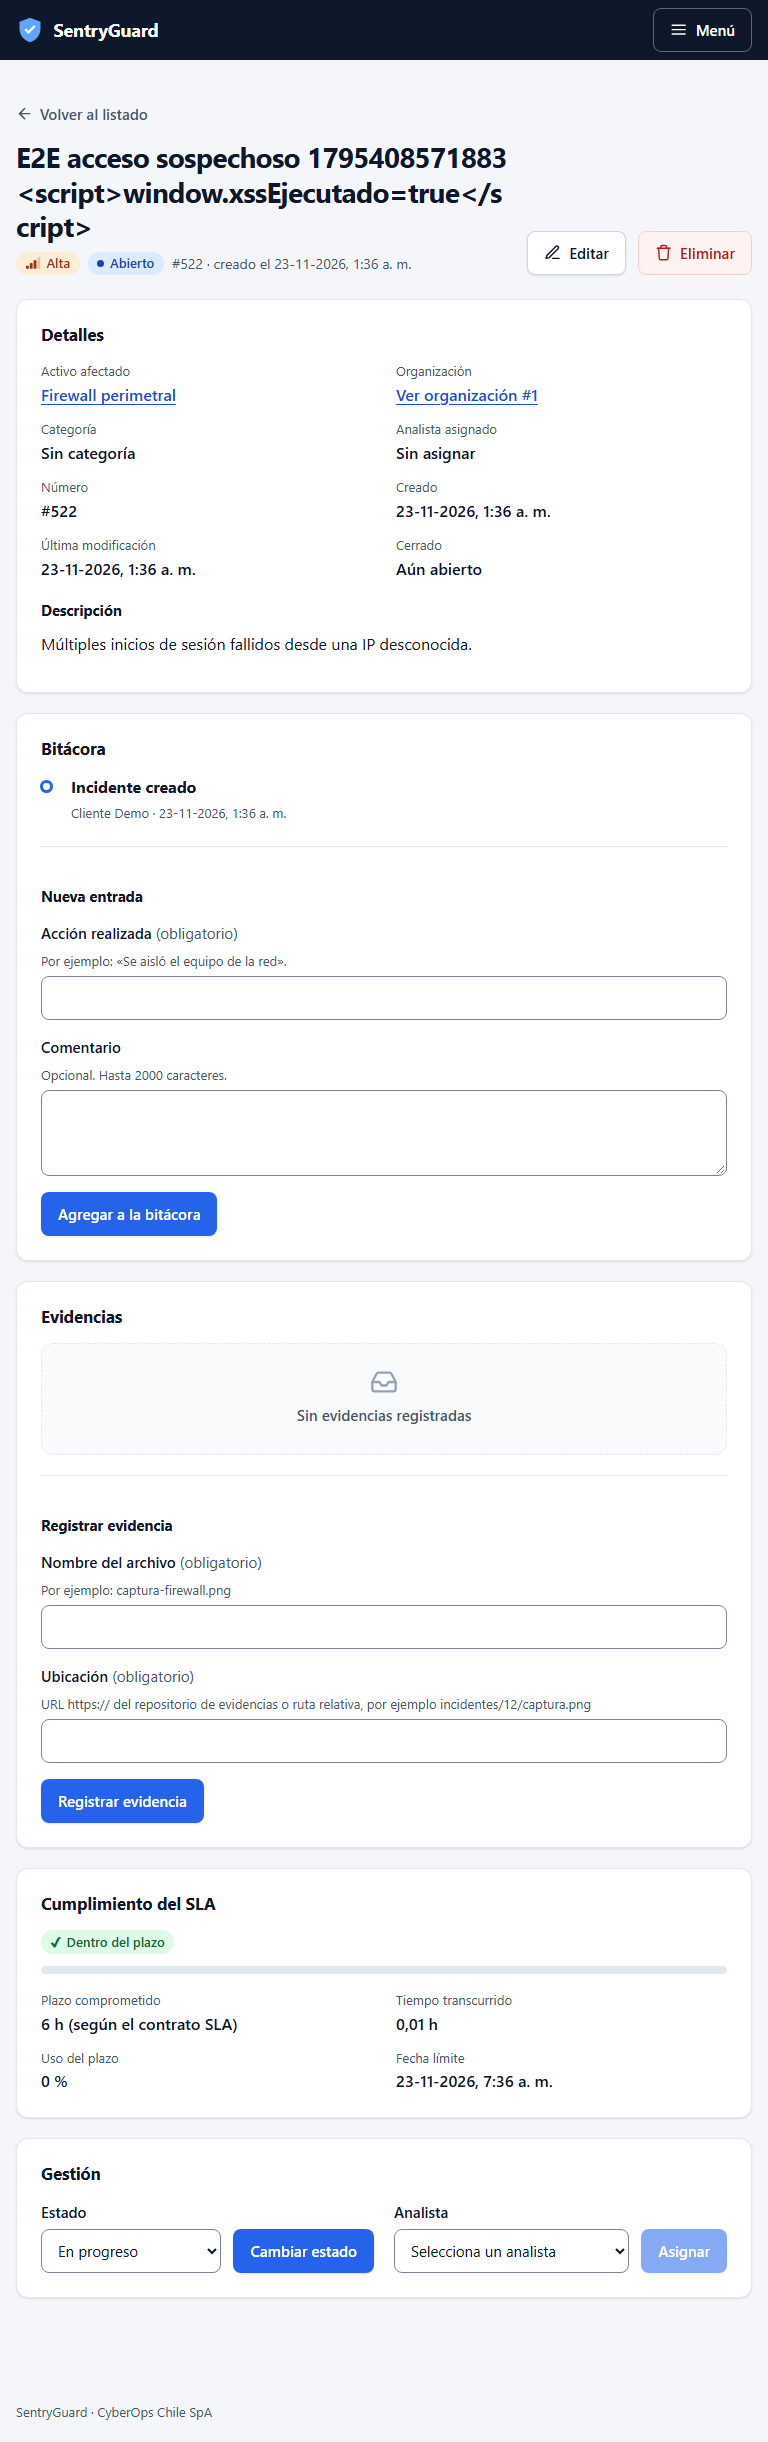 SentryGuard
Menú
Volver al listado
E2E acceso sospechoso 1795408571883
<script>window.xssEjecutado=true</s
cript>
Editar
Eliminar
Alta
Abierto
#522 · creado el 23-11-2026, 1:36 a. m.
Detalles
Activo afectado
Organización
Firewall perimetral
Ver organización #1
Categoría
Analista asignado
Sin categoría
Sin asignar
Número
Creado
#522
23-11-2026, 1:36 a. m.
Última modificación
Cerrado
23-11-2026, 1:36 a. m.
Aún abierto
Descripción
Múltiples inicios de sesión fallidos desde una IP desconocida.
Bitácora
Incidente creado
Cliente Demo · 23-11-2026, 1:36 a. m.
Nueva entrada
Acción realizada (obligatorio)
Por ejemplo: «Se aisló el equipo de la red».
Comentario
Opcional. Hasta 2000 caracteres.
Agregar a la bitácora
Evidencias
Sin evidencias registradas
Registrar evidencia
Nombre del archivo (obligatorio)
Por ejemplo: captura-firewall.png
Ubicación (obligatorio)
URL https:// del repositorio de evidencias o ruta relativa, por ejemplo incidentes/12/captura.png
Registrar evidencia
Cumplimiento del SLA
✓ Dentro del plazo
Plazo comprometido
Tiempo transcurrido
6 h (según el contrato SLA)
0,01 h
Uso del plazo
Fecha límite
0 %
23-11-2026, 7:36 a. m.
Gestión
Estado
Analista
En progreso
Cambiar estado
Selecciona un analista
Asignar
SentryGuard · CyberOps Chile SpA